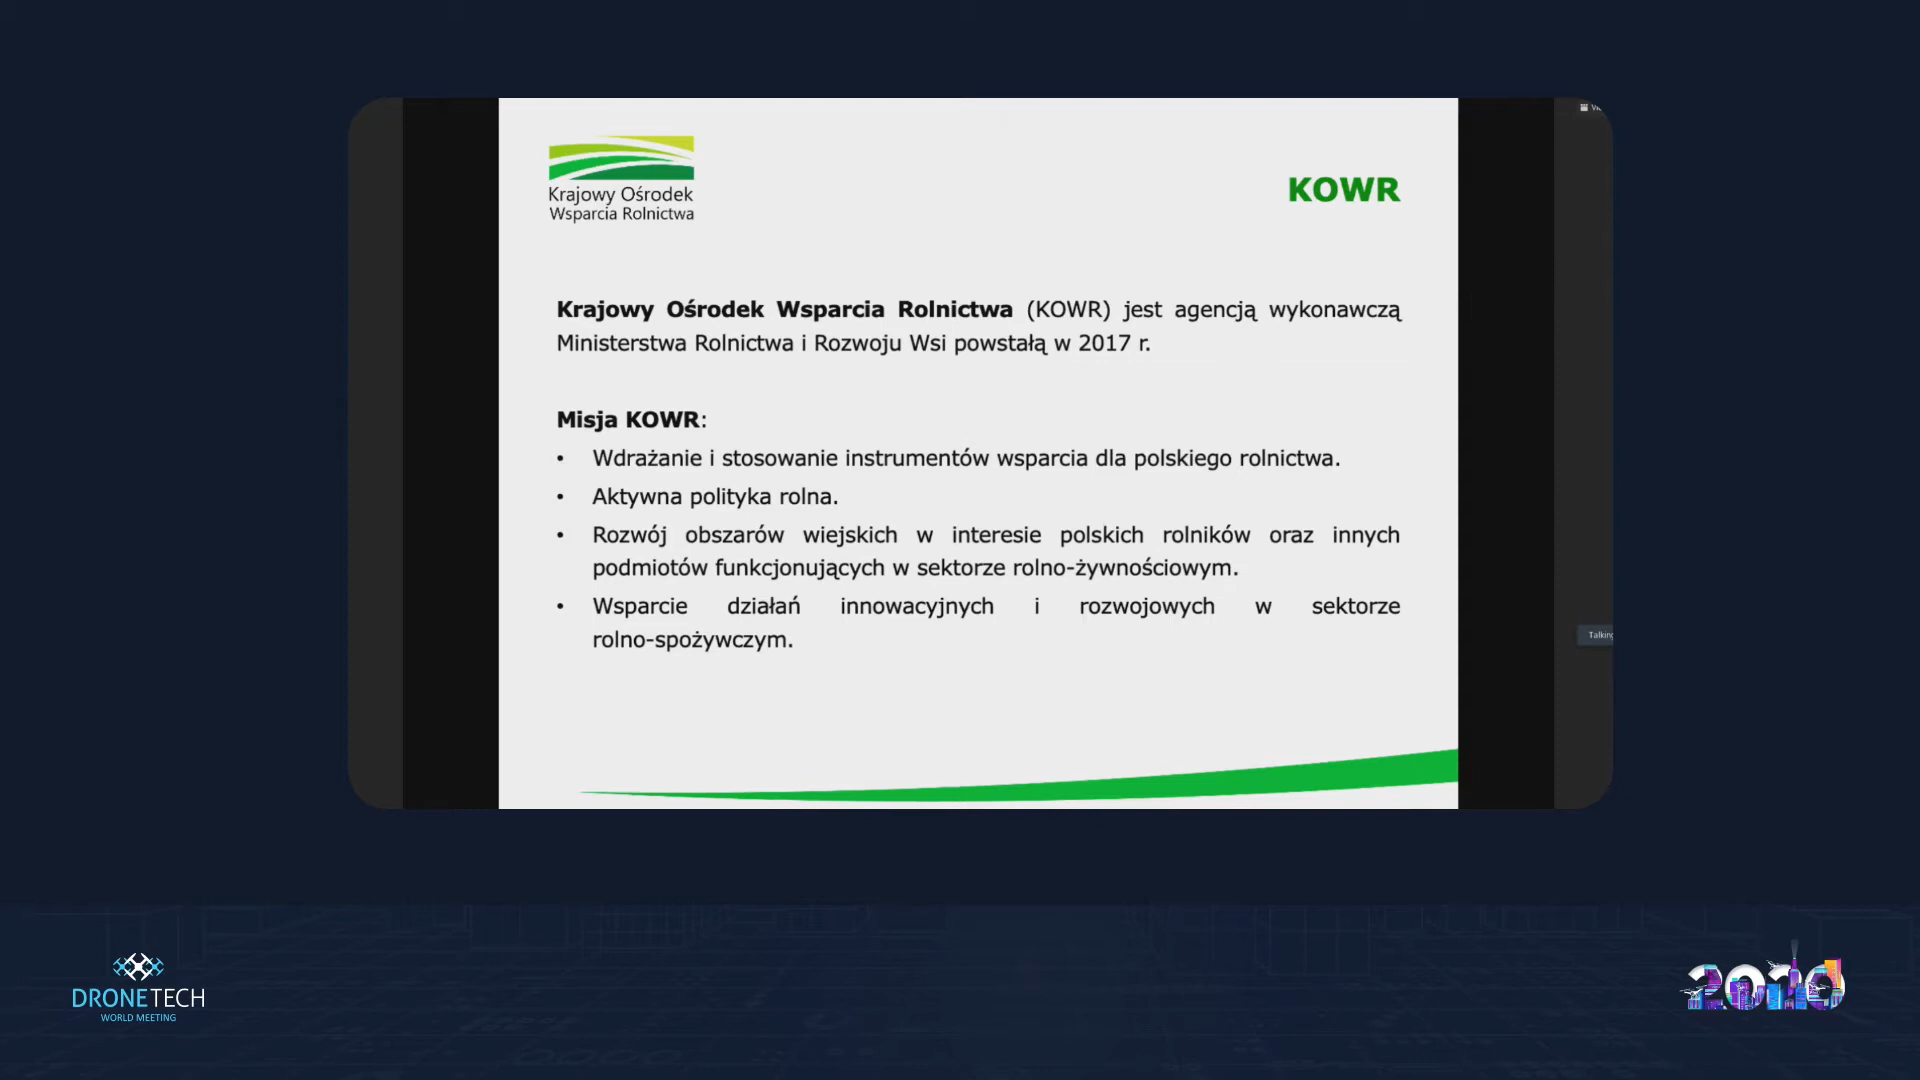 Krajowy Ośrodek
Wsparcia Rolnictwa
KOWR
Krajowy Ośrodek Wsparcia Rolnictwa (KOWR) jest agencją wykonawczą
Ministerstwa Rolnictwa i Rozwoju Wsi powstałą w 2017 r.
Misja KOWR:
• Wdrażanie i stosowanie instrumentów wsparcia dla polskiego rolnictwa.
• Aktywna polityka rolna.
• Rozwój obszarów wiejskich w interesie polskich rolników oraz innych
podmiotów funkcjonujących w sektorze rolno-żywnościowym.
• Wsparcie działań innowacyjnych i rozwojowych w sektorze
rolno-spożywczym.
DRONETECH
WORLD MEETING
2020